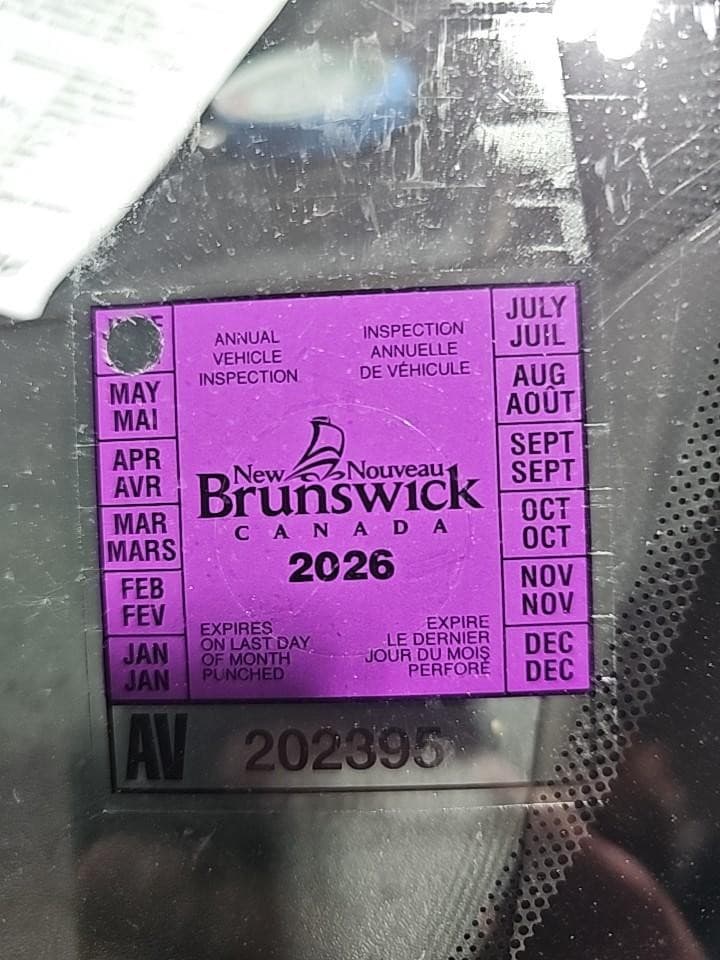 MAY
MAI
APR
AVR
MAR
MARS
FEB
FEV
JAN
JAN
ANNUAL
VEHICLE
INSPECTION
INSPECTION
ANNUELLE
DE VÉHICULE
New Nouveau
Brunswick
CANADA
2026
EXPIRES
ON LAST DAY
OF MONTH
PUNCHED
EXPIRE
LE DERNIER
JOUR DU MOIS
PERFORÉ
JULY
JUIL
AUG
AOÛT
SEPT
SEPT
OCT
OCT
NOV
NOV
DEC
DEC
AV 202395